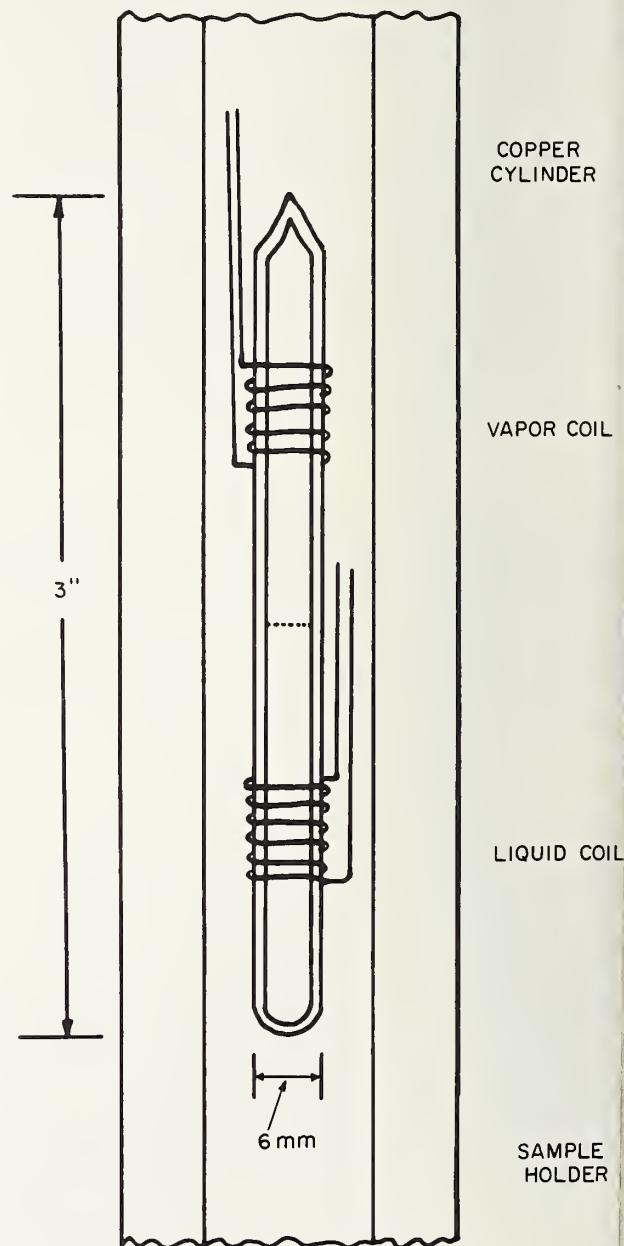 COPPER
CYLINDER
VAPOR COIL
3"
LIQUID COIL
6 mm
SAMPLE
HOLDER